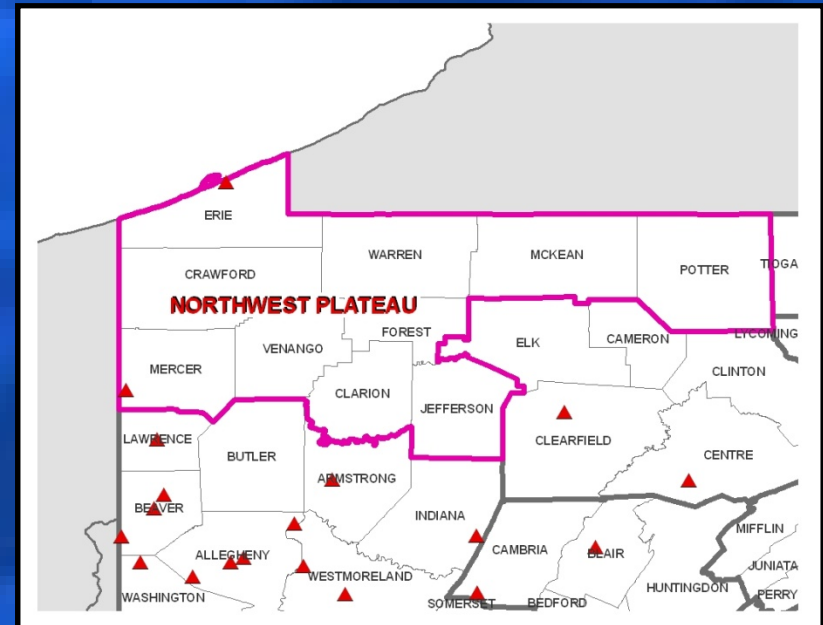 ERIE
WARREN
MCKEAN
POTTER
TIOGA
CRAWFORD
NORTHWEST PLATEAU
FOREST
ELK
CAMERON
LYCOMING
VENANGO
MERCER
CLINTON
CLARION
JEFFERSON
LAWRENCE
CLEARFIELD
BUTLER
CENTRE
ARMSTRONG
BEAVER
INDIANA
MIFFLIN
ALLEGHENY
CAMBRIA
BLAIR
JUNIATA
WESTMORELAND
HUNTINGDON
WASHINGTON
SOMERSET
BEDFORD
PERRY